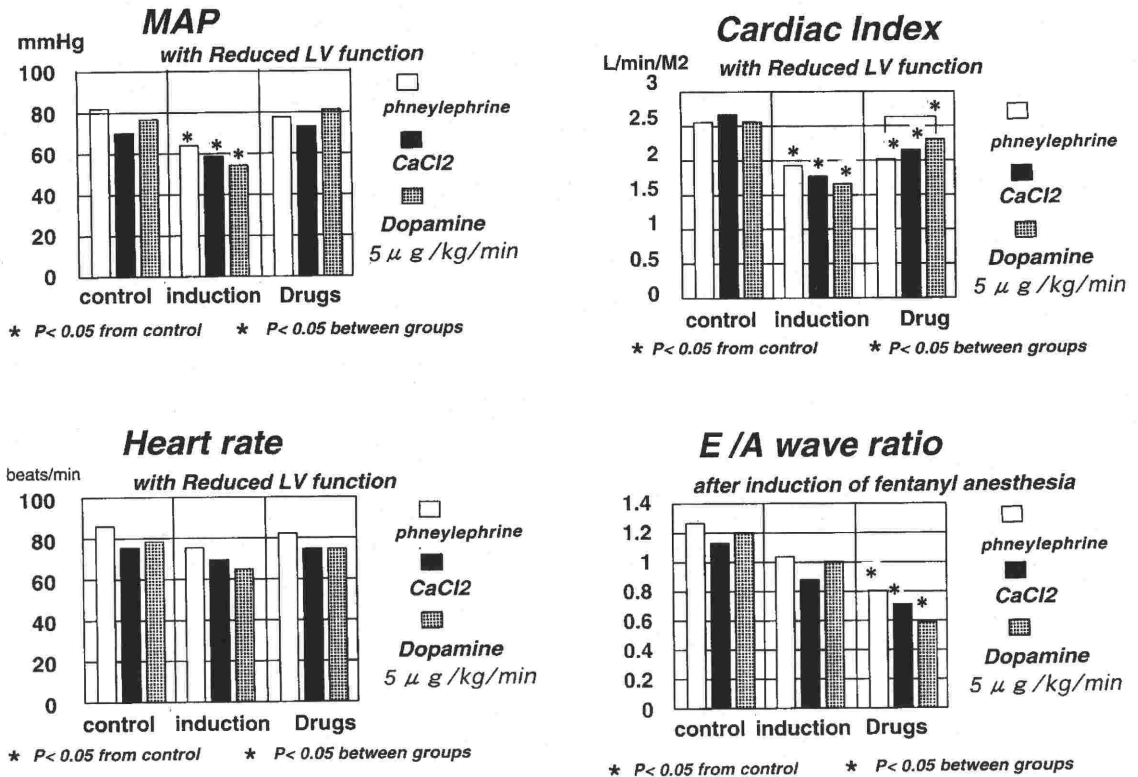 MAP
mmHg
with Reduced LV function
100
80
60
40
20
0
* * *
control induction Drugs
phneylephrine
CaCl2
Dopamine
5 μ g /kg/min
* P< 0.05 from control * P< 0.05 between groups
Cardiac Index
L/min/M2
with Reduced LV function
3
2.5
2
1.5
1
0.5
0
* * *
* * *
*
control induction Drug
phneylephrine
CaCl2
Dopamine
5 μ g /kg/min
* P< 0.05 from control * P< 0.05 between groups
Heart rate
beats/min
with Reduced LV function
100
80
60
40
20
0
control induction Drugs
phneylephrine
CaCl2
Dopamine
5 μ g /kg/min
* P< 0.05 from control * P< 0.05 between groups
E /A wave ratio
after induction of fentanyl anesthesia
1.4
1.2
1
0.8
0.6
0.4
0.2
0
* * *
control induction Drugs
phneylephrine
CaCl2
Dopamine
5 μ g /kg/min
* P< 0.05 from control * P< 0.05 between groups